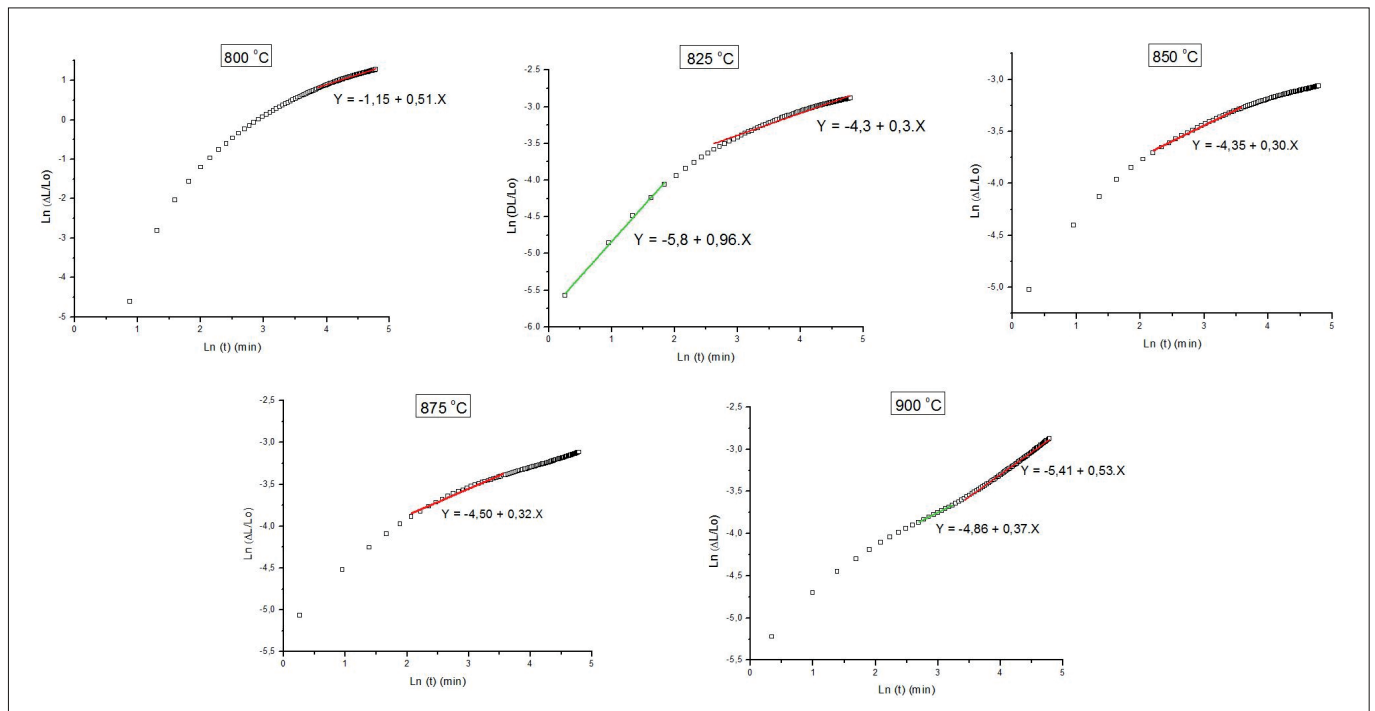 800 °C
Ln (ΔL/Lo)
1
0
-1
-2
-3
-4
-5
Y = -1,15 + 0,51.X
0 1 2 3 4 5
Ln (t) (min)
825 °C
Ln (DL/Lo)
-2,5
-3,0
-3,5
-4,0
-4,5
-5,0
-5,5
-6,0
Y = -4,3 + 0,3.X
Y = -5,8 + 0,96.X
0 1 2 3 4 5
Ln (t) (min)
850 °C
Ln (ΔL/Lo)
-3,0
-3,5
-4,0
-4,5
-5,0
Y = -4,35 + 0,30.X
0 1 2 3 4 5
Ln (t) (min)
875 °C
Ln (ΔL/Lo)
-2,5
-3,0
-3,5
-4,0
-4,5
-5,0
-5,5
Y = -4,50 + 0,32.X
0 1 2 3 4 5
Ln (t) (min)
900 °C
Ln (ΔL/Lo)
-2,5
-3,0
-3,5
-4,0
-4,5
-5,0
-5,5
Y = -5,41 + 0,53.X
Y = -4,86 + 0,37.X
0 1 2 3 4 5
Ln (t) (min)